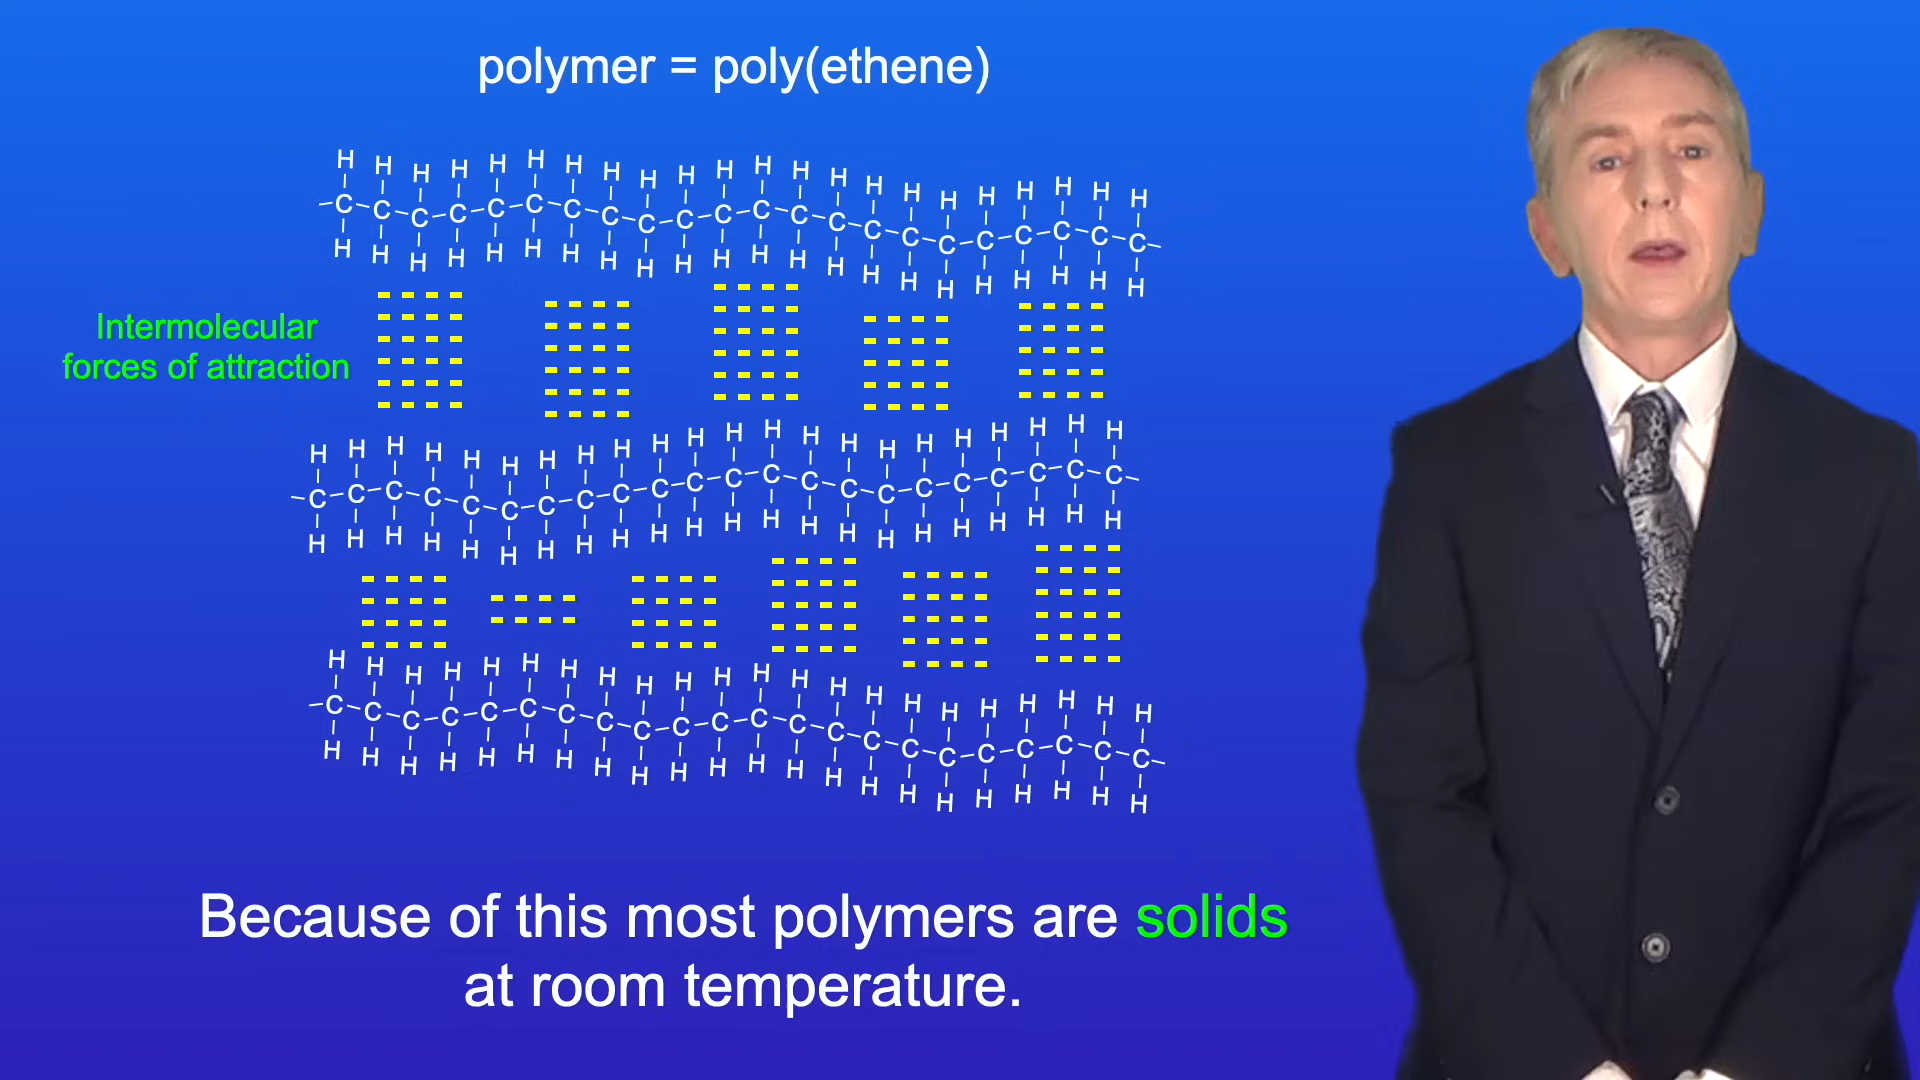 polymer = poly(ethene)
H H H H H H H H H H H H H H H H H H H H H H
C C C C C C C C C C C C C C C C C C C C C C
H H H H H H H H H H H H H H H H H H H H H H
Intermolecular
forces of attraction
H H H H H H H H H H H H H H H H H H H H H H
C C C C C C C C C C C C C C C C C C C C C C
H H H H H H H H H H H H H H H H H H H H H H
H H H H H H H H H H H H H H H H H H H H H H
C C C C C C C C C C C C C C C C C C C C C C
H H H H H H H H H H H H H H H H H H H H H H
Because of this most polymers are solids
at room temperature.